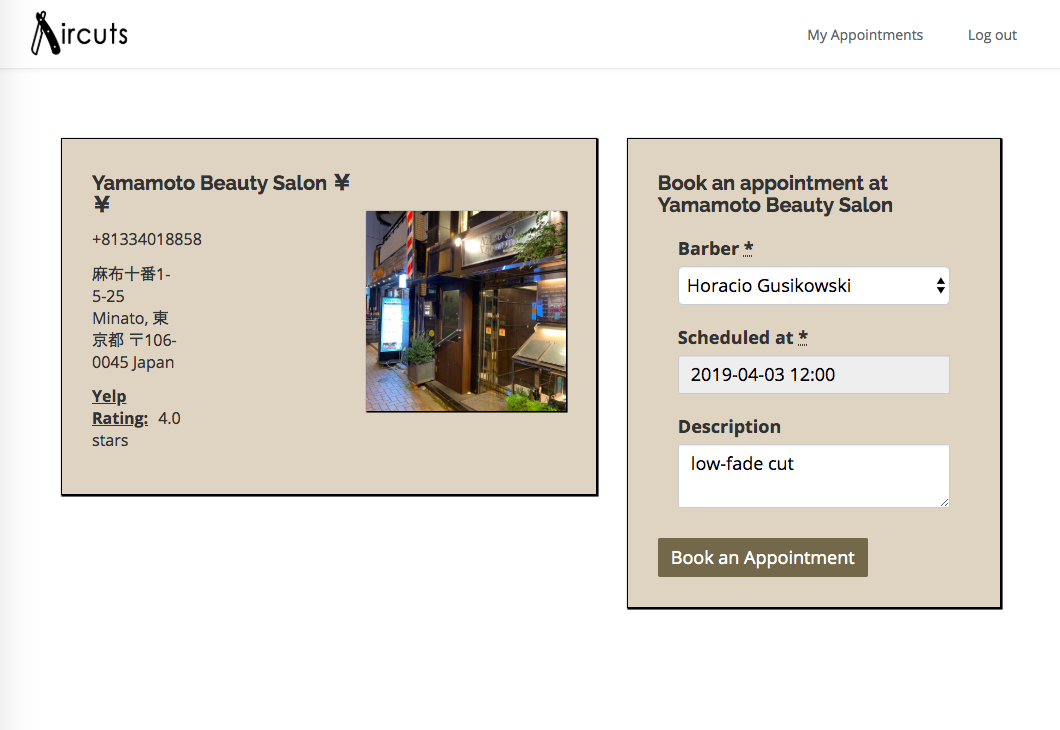 Aircuts
My Appointments
Log out
Yamamoto Beauty Salon ¥
¥
+81334018858
麻布十番1-
5-25
Minato, 東
京都 〒106-
0045 Japan
Yelp
Rating: 4.0
stars
Book an appointment at
Yamamoto Beauty Salon
Barber *
Horacio Gusikowski
Scheduled at *
2019-04-03 12:00
Description
low-fade cut
Book an Appointment